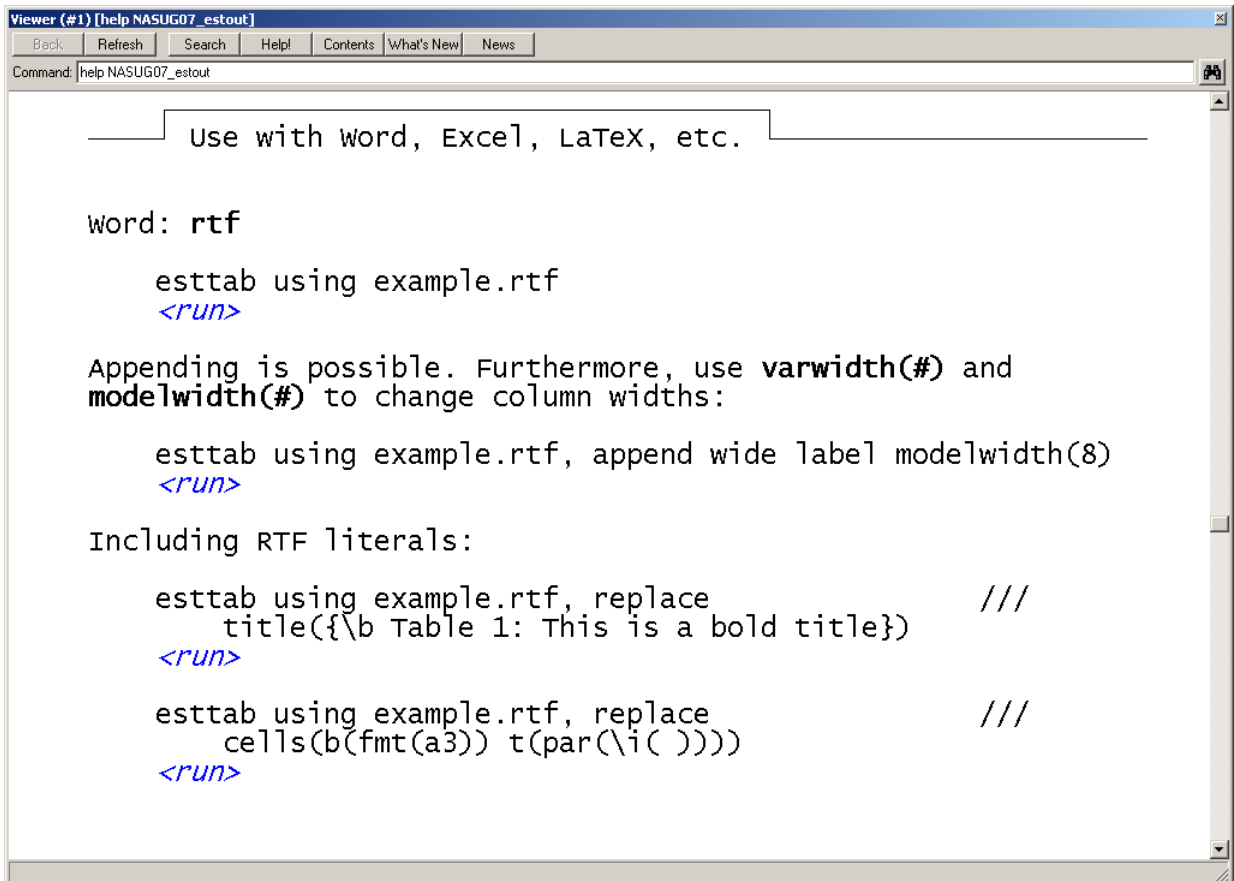 Viewer (#1) [help NASUG07_estout]
Back Refresh Search Help! Contents What's New News
Command: help NASUG07_estout
Use with Word, Excel, LaTeX, etc.
Word: rtf
esttab using example.rtf
<run>
Appending is possible. Furthermore, use varwidth(#) and
modelwidth(#) to change column widths:
esttab using example.rtf, append wide label modelwidth(8)
<run>
Including RTF literals:
esttab using example.rtf, replace ///
title({\b Table 1: This is a bold title})
<run>
esttab using example.rtf, replace ///
cells(b(fmt(a3)) t(par(\i( ))))
<run>